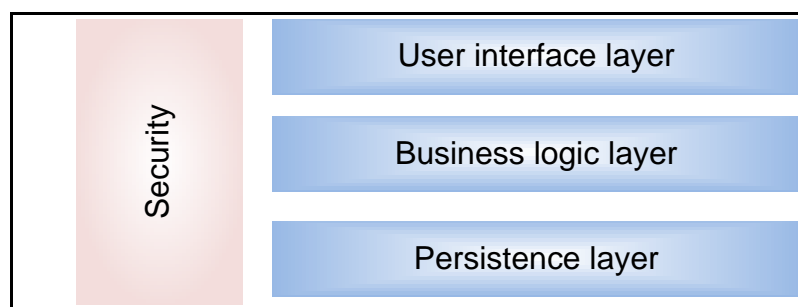 Security
User interface layer
Business logic layer
Persistence layer